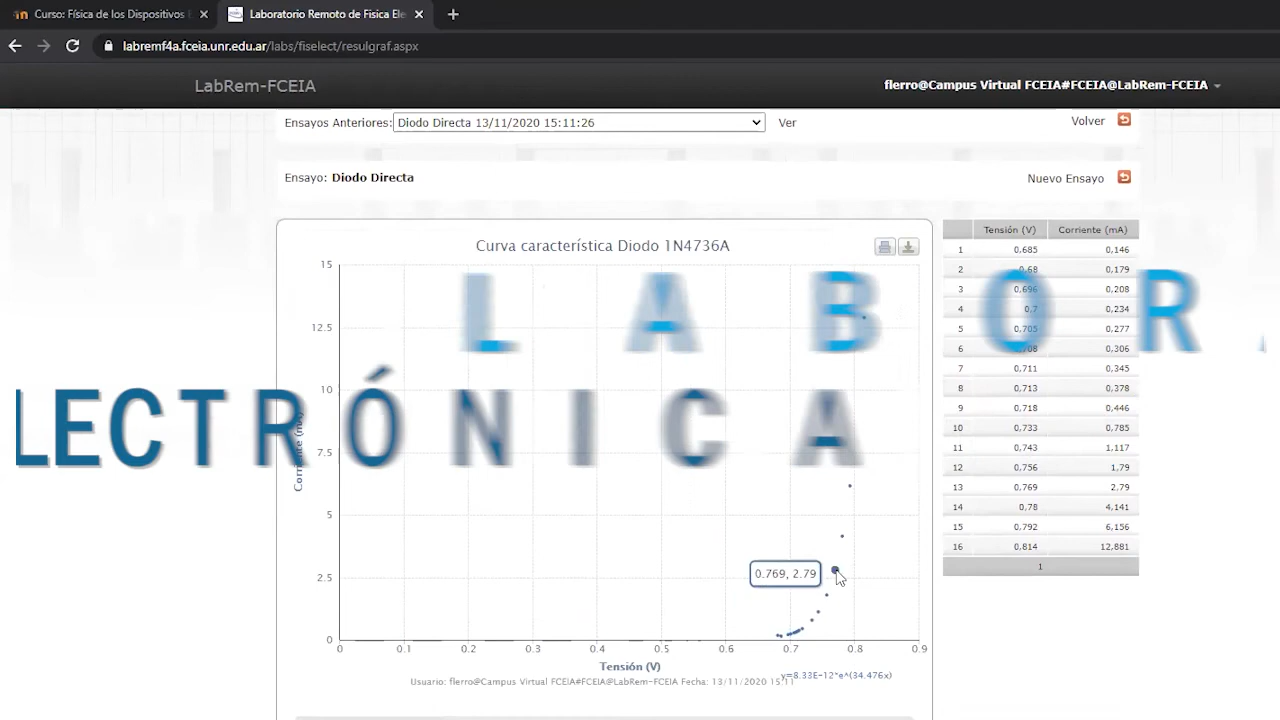 Curso: Física de los Dispositivos
Laboratorio Remoto de Fisica Ele
labremf4a.fceia.unr.edu.ar/labs/fiselect/resulgraf.aspx
LabRem-FCEIA
flerro@Campus Virtual FCEIA#FCEIA@LabRem-FCEIA
Ensayos Anteriores: Diodo Directa 13/11/2020 15:11:26 Ver Volver
Ensayo: Diodo Directa Nuevo Ensayo
Curva característica Diodo 1N4736A
LABOR
LECTRÓNICA
15
12.5
10
7.5
5
2.5
0
Corriente (mA)
0.769, 2.79
0 0.1 0.2 0.3 0.4 0.5 0.6 0.7 0.8 0.9
Tensión (V)
y=8.33E-12*e^(34.476x)
Usuario: flerro@Campus Virtual FCEIA#FCEIA@LabRem-FCEIA Fecha: 13/11/2020 15:11
Tensión (V) Corriente (mA)
1 0,685 0,146
2 0,68 0,179
3 0,696 0,208
4 0,7 0,234
5 0,705 0,277
6 0,708 0,306
7 0,711 0,345
8 0,713 0,378
9 0,718 0,446
10 0,733 0,785
11 0,743 1,117
12 0,756 1,79
13 0,769 2,79
14 0,78 4,141
15 0,792 6,156
16 0,814 12,881
1